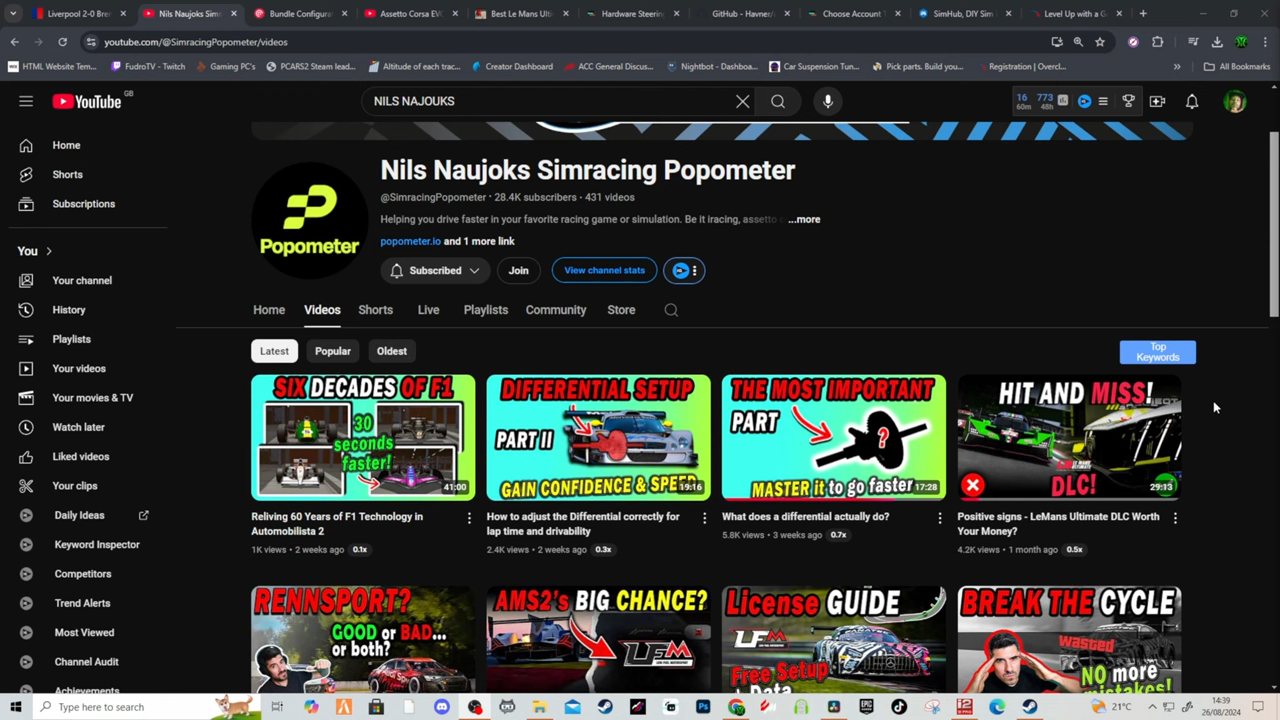 Liverpool 2-0 Bren
Nils Naujoks Simr
Bundle Configura
Assetto Corsa EVO
Best Le Mans Ulti
Hardware Steering
GitHub - Havner/
Choose Account T
SimHub, DIY Sim
Level Up with a G
youtube.com/@SimracingPopometer/videos
HTML Website Tem...
FudroTV - Twitch
Gaming PC's
PCARS2 Steam lead...
Altitude of each trac...
Creator Dashboard
ACC General Discus...
Nightbot - Dashboa...
Car Suspension Tun...
Pick parts. Build you...
Registration | Overcl...
All Bookmarks
YouTube GB
NILS NAJOUKS
16 773
60m 48h
Home
Shorts
Subscriptions
You
Your channel
History
Playlists
Your videos
Your movies & TV
Watch later
Liked videos
Your clips
Daily Ideas
Keyword Inspector
Competitors
Trend Alerts
Most Viewed
Channel Audit
Achievements
Popometer
Nils Naujoks Simracing Popometer
@SimracingPopometer · 28.4K subscribers · 431 videos
Helping you drive faster in your favorite racing game or simulation. Be it iracing, assetto ...more
popometer.io and 1 more link
Subscribed
Join
View channel stats
Home Videos Shorts Live Playlists Community Store
Latest Popular Oldest
Top
Keywords
SIX DECADES OF F1
30
seconds
faster!
41:00
Reliving 60 Years of F1 Technology in
Automobilista 2
1K views · 2 weeks ago 0.1x
DIFFERENTIAL SETUP
PART II
GAIN CONFIDENCE & SPEED
19:16
How to adjust the Differential correctly for
lap time and drivability
2.4K views · 2 weeks ago 0.3x
THE MOST IMPORTANT
PART
?
MASTER it to go faster
17:28
What does a differential actually do?
5.8K views · 3 weeks ago 0.7x
HIT AND MISS!
DLC!
29:13
Positive signs - LeMans Ultimate DLC Worth
Your Money?
4.2K views · 1 month ago 0.5x
RENNSPORT?
GOOD or BAD...
or both?
AMS2's BIG CHANCE?
LFM
License GUIDE
LFM
Free Setup
+ Data
BREAK THE CYCLE
Wasted
NO more
mistakes!
Type here to search
21°C
14:39
26/08/2024